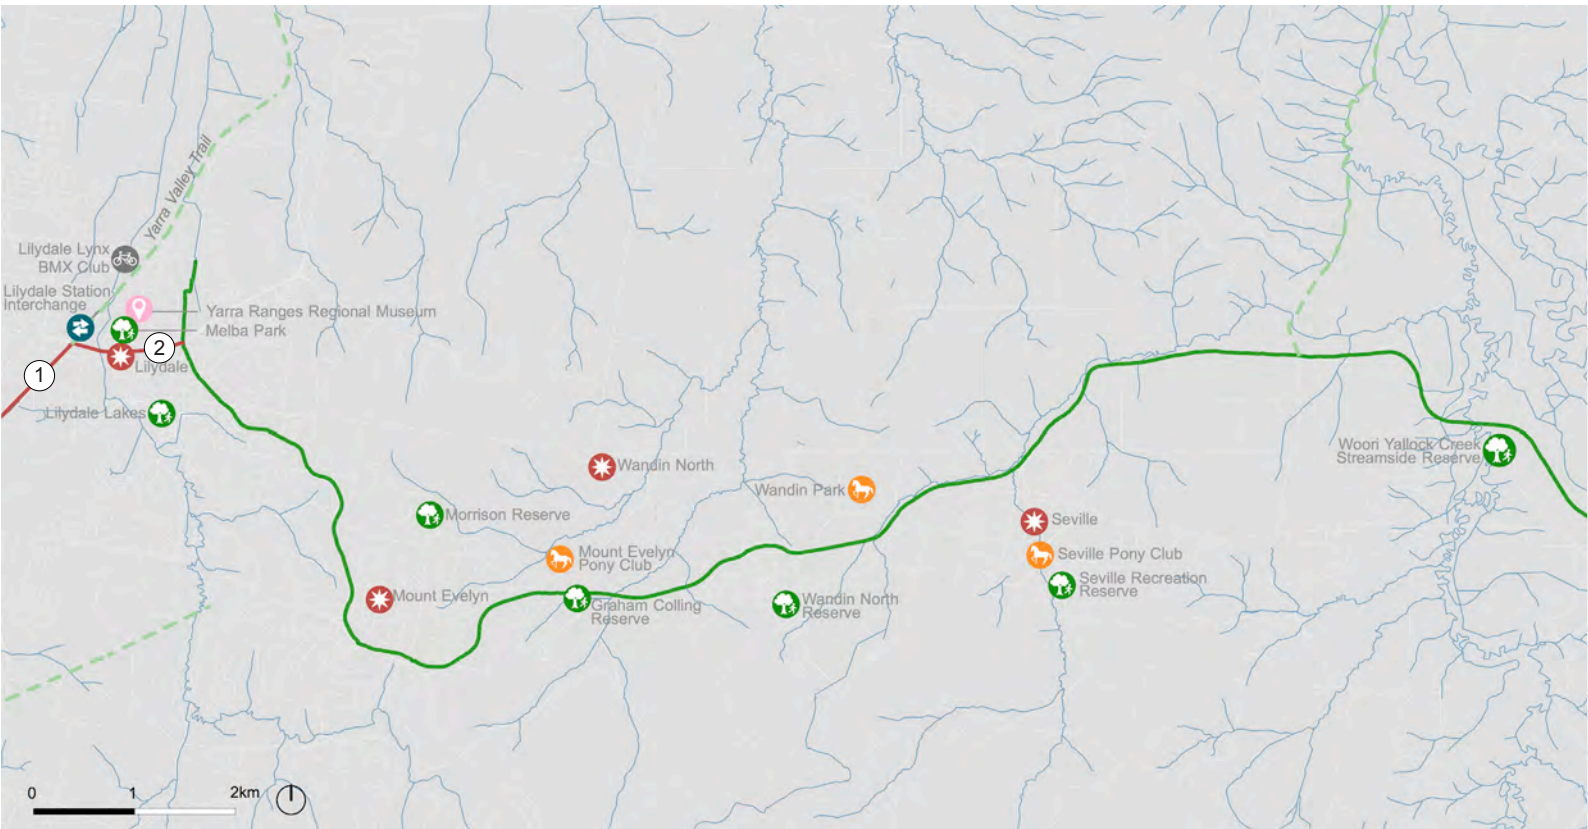 Yarra Valley Trail
Lilydale Lynx
BMX Club
Lilydale Station
Interchange
Yarra Ranges Regional Museum
Melba Park
2
1
Lilydale
Lilydale Lakes
Woori Yallock Creek
Streamside Reserve
Wandin North
Wandin Park
Morrison Reserve
Seville
Mount Evelyn
Pony Club
Seville Pony Club
Mount Evelyn
Graham Colling
Reserve
Wandin North
Reserve
Seville Recreation
Reserve
0 1 2km